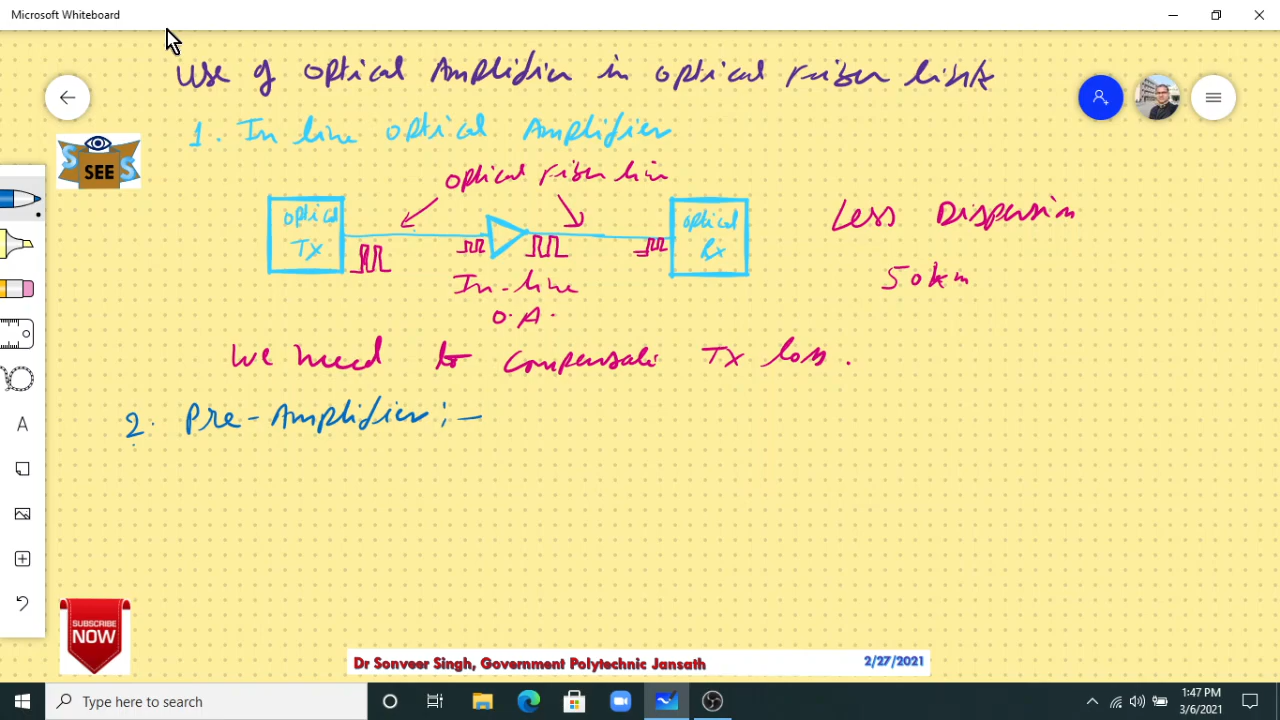 Microsoft Whiteboard
Use of Optical Amplifier in optical fiber link
1. In line optical Amplifier
optical fiber line
optical
TX
optical
Rx
Less Dispersion
50km
In-line
O.A.
We need to compensate TX loss.
2. Pre-Amplifier:-
S SEE S
A
SUBSCRIBE
NOW
Dr Sonveer Singh, Government Polytechnic Jansath
2/27/2021
Type here to search
1:47 PM
3/6/2021